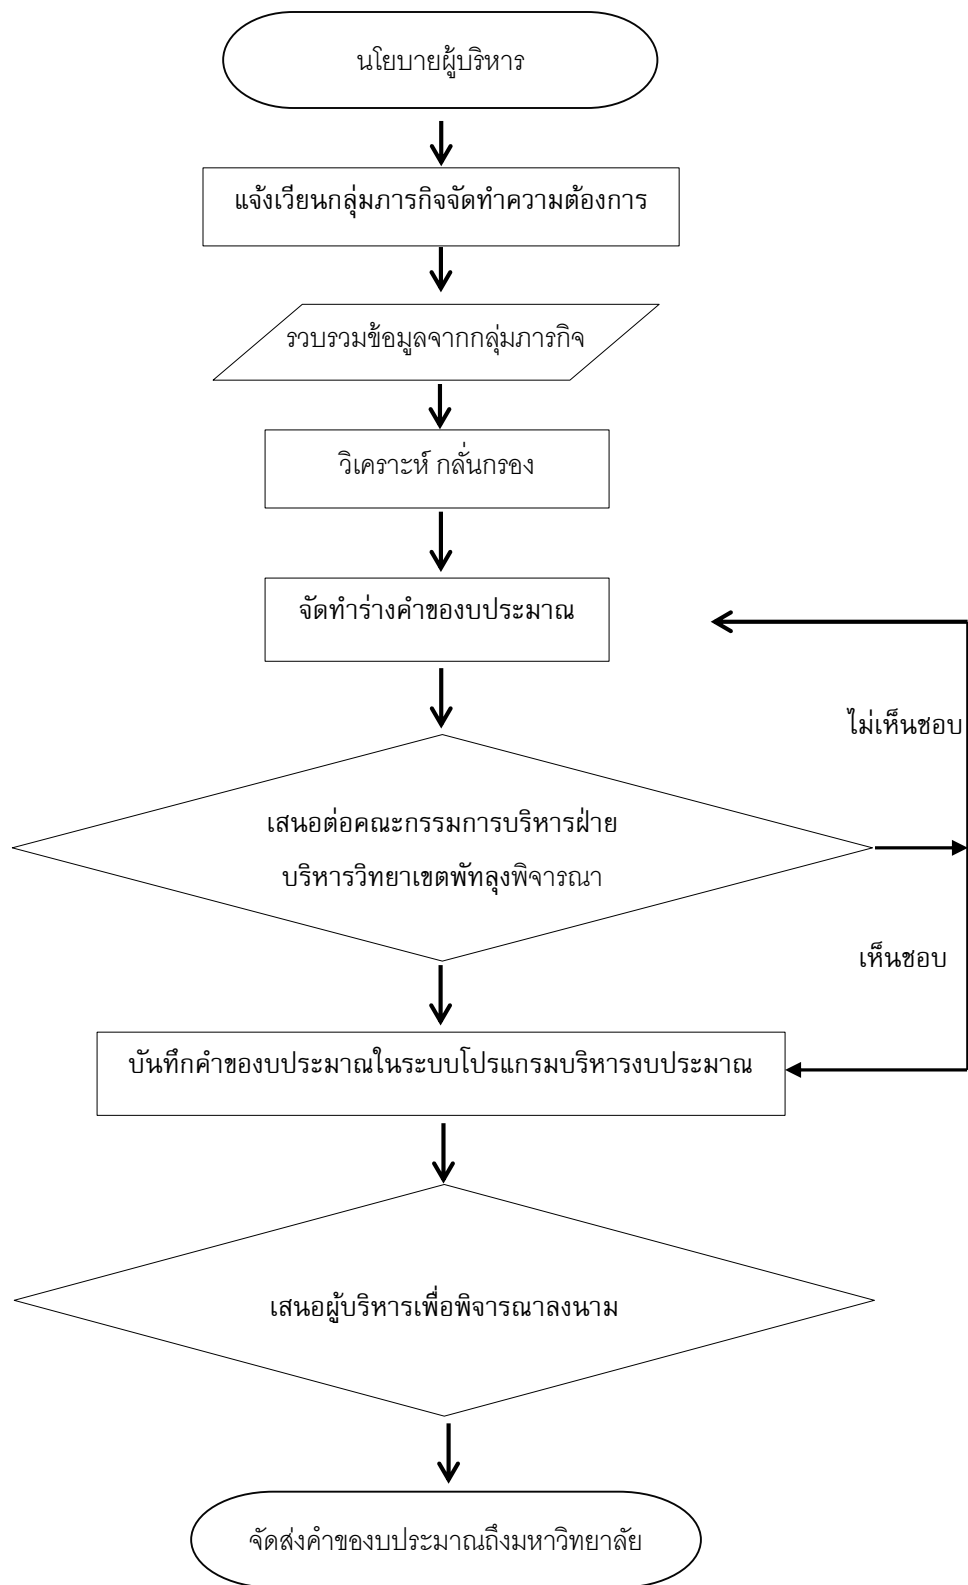 นโยบายผู้บริหาร
แจ้งเวียนกลุ่มภารกิจจัดทำความต้องการ
รวบรวมข้อมูลจากกลุ่มภารกิจ
วิเคราะห์ กลั่นกรอง
จัดทำร่างคำของบประมาณ
ไม่เห็นชอบ
เสนอต่อคณะกรรมการบริหารฝ่าย
บริหารวิทยาเขตพัทลุงพิจารณา
เห็นชอบ
บันทึกคำของบประมาณในระบบโปรแกรมบริหารงบประมาณ
เสนอผู้บริหารเพื่อพิจารณาลงนาม
จัดส่งคำของบประมาณถึงมหาวิทยาลัย